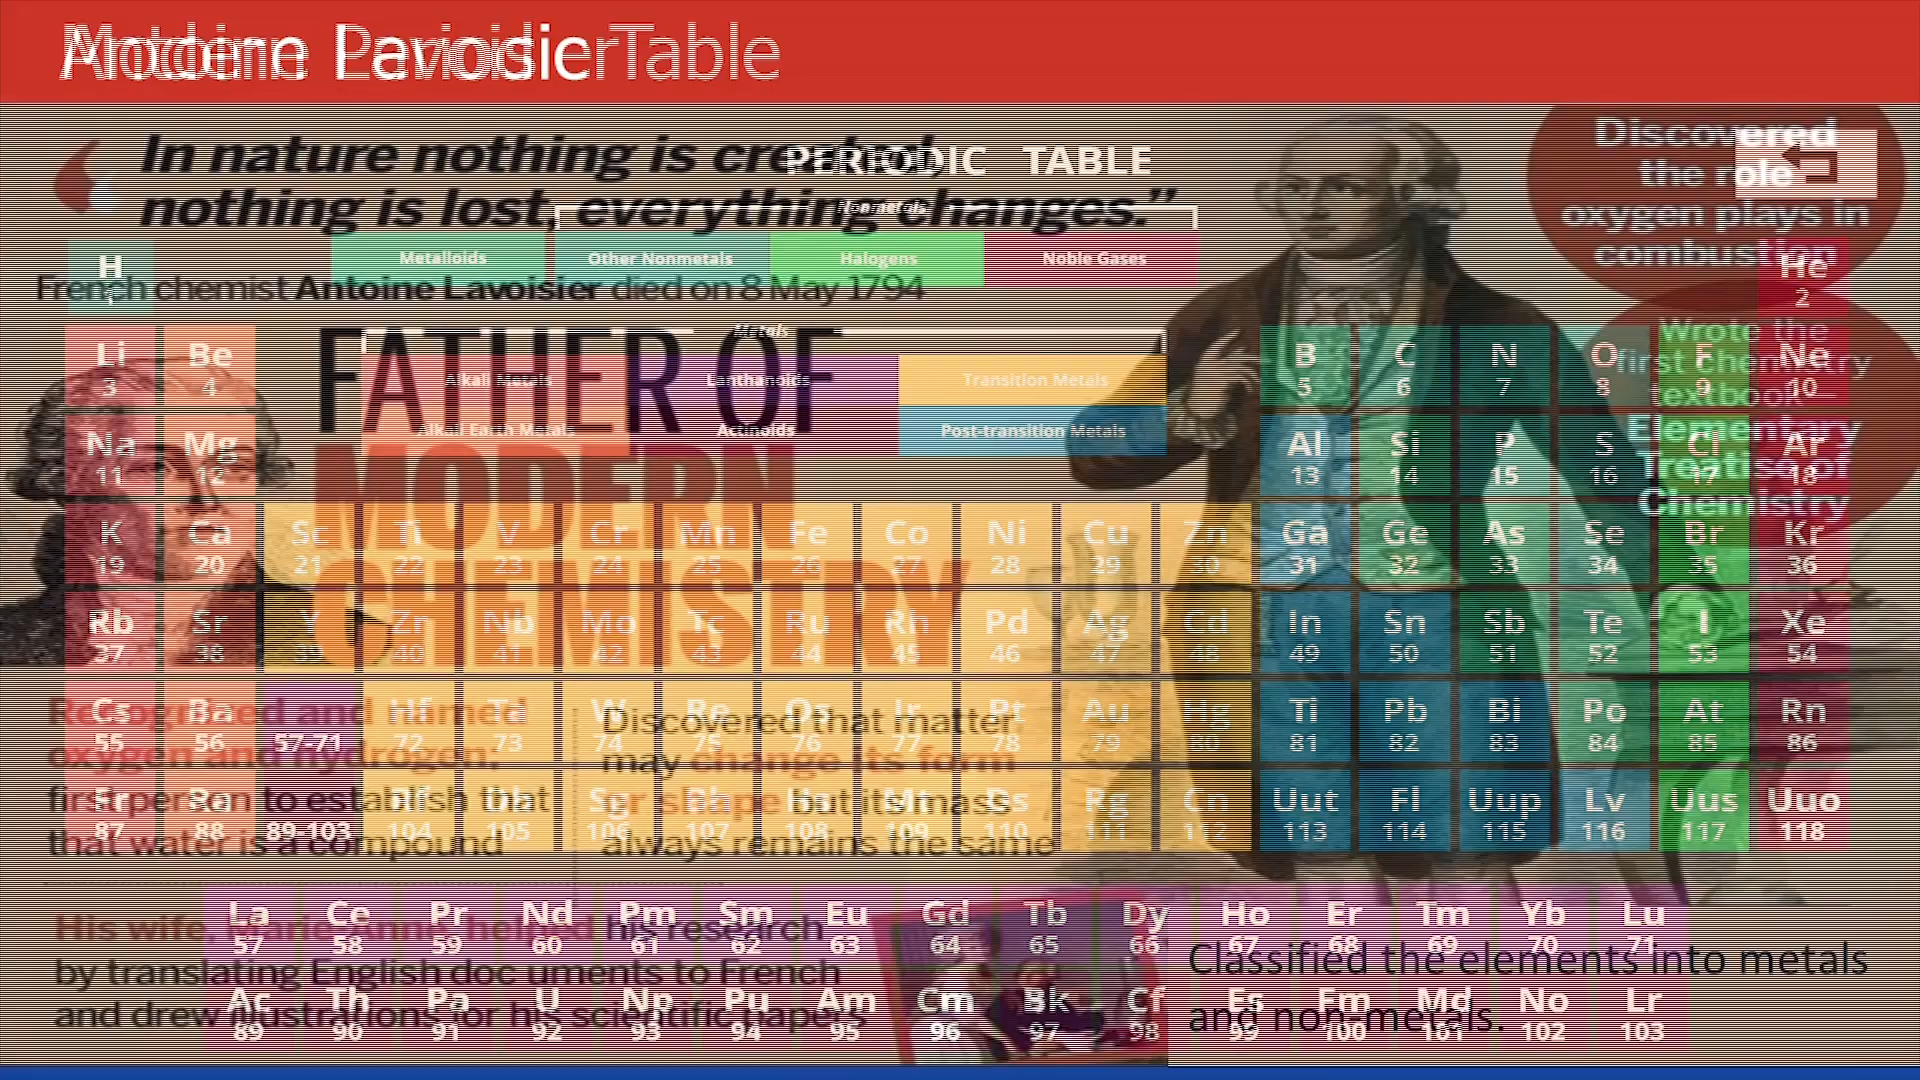 Antoine Lavoisier
Modern Periodic Table
‘In nature nothing is created,
nothing is lost, everything changes.”
French chemist Antoine Lavoisier died on 8 May 1794
FATHER OF
MODERN
CHEMISTRY
Discovered
the role
oxygen plays in
combustion
Wrote the
first Chemistry
textbook—
Elementary
Treatise of
Chemistry
Recognized and named
oxygen and hydrogen;
first person to establish that
that water is a compound
Discovered that matter
may change its form
or shape but its mass
always remains the same
His wife, Marie-Anne helped his research
by translating English doc uments to French
and drew illustrations for his scientific papers
Classified the elements into metals
and non-metals.
PERIODIC TABLE
Nonmetals
Metalloids Other Nonmetals Halogens Noble Gases
Metals
Alkali Metals Lanthanoids Transition Metals
Alkali Earth Metals Actinoids Post-transition Metals
H He
1 2
Li Be B C N O F Ne
3 4 5 6 7 8 9 10
Na Mg Al Si P S Cl Ar
11 12 13 14 15 16 17 18
K Ca Sc Ti V Cr Mn Fe Co Ni Cu Zn Ga Ge As Se Br Kr
19 20 21 22 23 24 25 26 27 28 29 30 31 32 33 34 35 36
Rb Sr Y Zr Nb Mo Tc Ru Rh Pd Ag Cd In Sn Sb Te I Xe
37 38 39 40 41 42 43 44 45 46 47 48 49 50 51 52 53 54
Cs Ba 57-71 Hf Ta W Re Os Ir Pt Au Hg Ti Pb Bi Po At Rn
55 56 72 73 74 75 76 77 78 79 80 81 82 83 84 85 86
Fr Ra 89-103 Rf Db Sg Bh Hs Mt Ds Rg Cn Uut Fl Uup Lv Uus Uuo
87 88 104 105 106 107 108 109 110 111 112 113 114 115 116 117 118
La Ce Pr Nd Pm Sm Eu Gd Tb Dy Ho Er Tm Yb Lu
57 58 59 60 61 62 63 64 65 66 67 68 69 70 71
Ac Th Pa U Np Pu Am Cm Bk Cf Es Fm Md No Lr
89 90 91 92 93 94 95 96 97 98 99 100 101 102 103